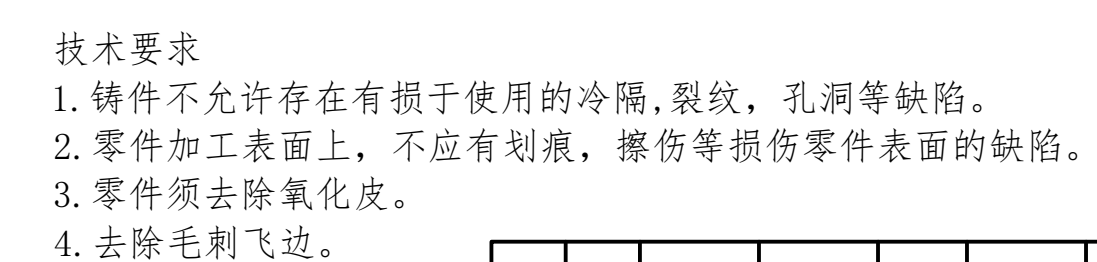 技术要求
1.铸件不允许存在有损于使用的冷隔,裂纹，孔洞等缺陷。
2.零件加工表面上，不应有划痕，擦伤等损伤零件表面的缺陷。
3.零件须去除氧化皮。
4.去除毛刺飞边。